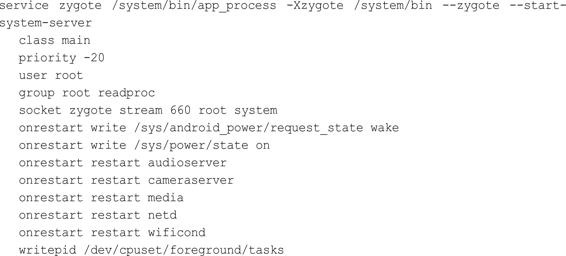 service zygote /system/bin/app_process -Xzygote /system/bin --zygote --start-
system-server
class main
priority -20
user root
group root readproc
socket zygote stream 660 root system
onrestart write /sys/android_power/request_state wake
onrestart write /sys/power/state on
onrestart restart audioserver
onrestart restart cameraserver
onrestart restart media
onrestart restart netd
onrestart restart wificond
writepid /dev/cpuset/foreground/tasks